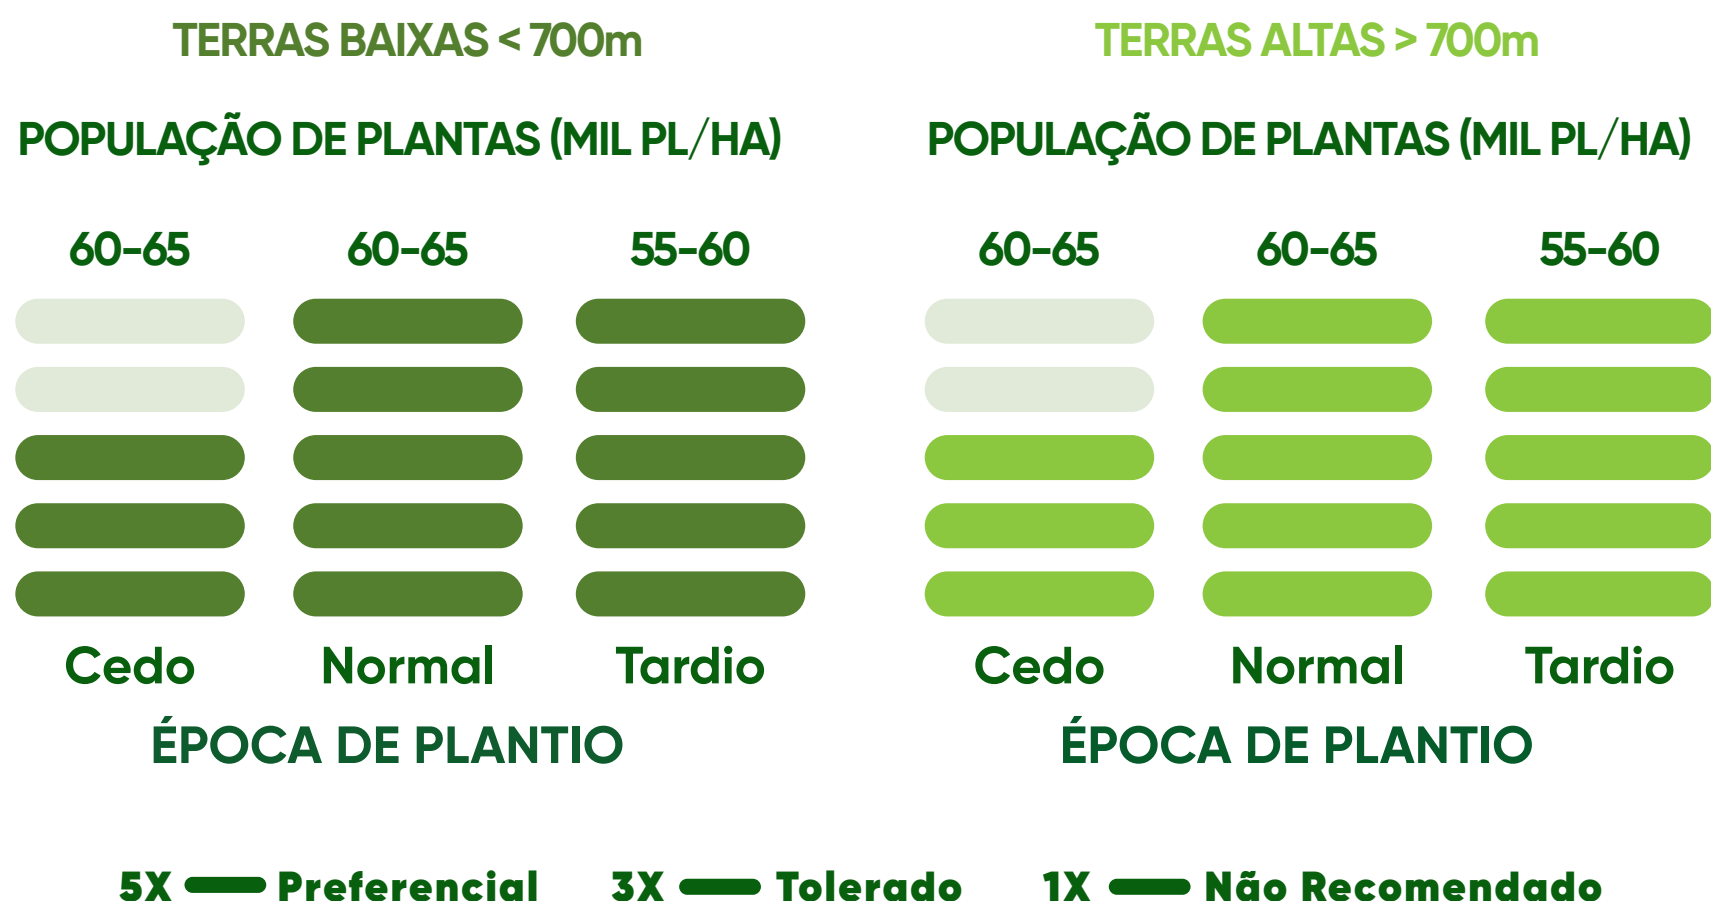 TERRAS BAIXAS < 700m
POPULAÇÃO DE PLANTAS (MIL PL/HA)
60-65 60-65 55-60
Cedo Normal Tardio
ÉPOCA DE PLANTIO
TERRAS ALTAS > 700m
POPULAÇÃO DE PLANTAS (MIL PL/HA)
60-65 60-65 55-60
Cedo Normal Tardio
ÉPOCA DE PLANTIO
5X Preferencial 3X Tolerado 1X Não Recomendado